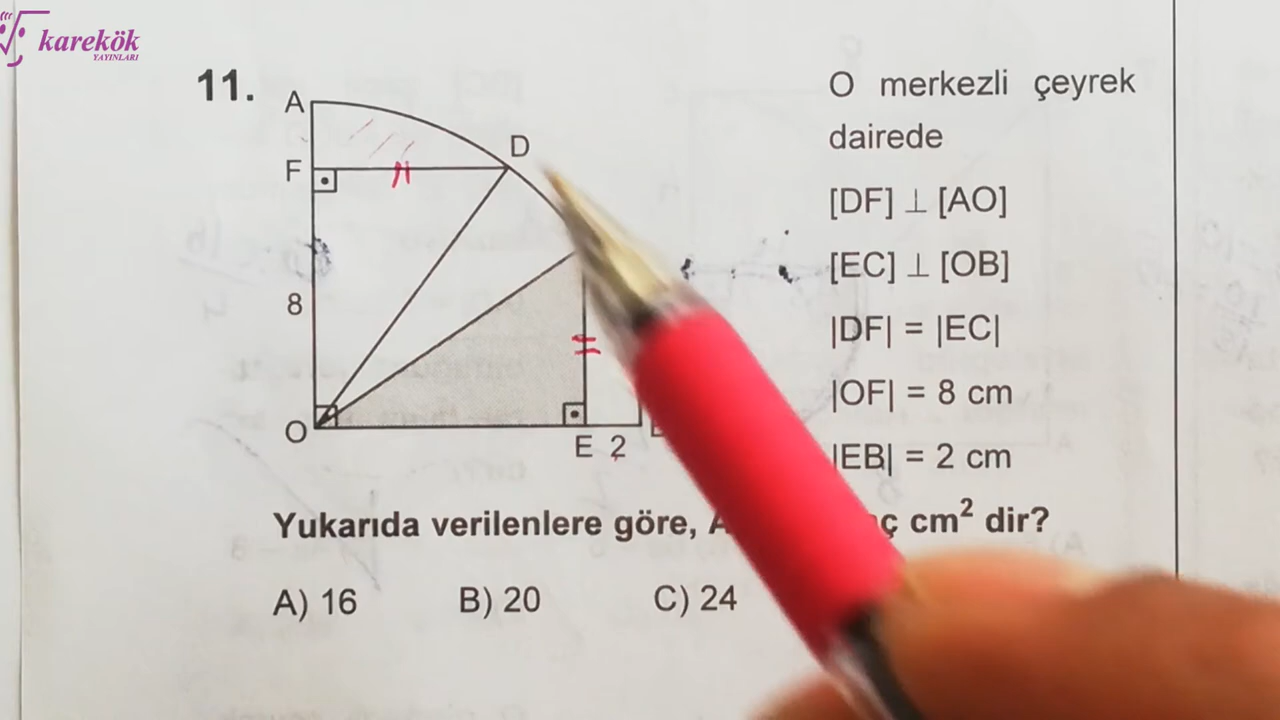 karekök
YAYINLARI
11.
A
D
F
8
O
E 2
O merkezli çeyrek
dairede
[DF] ⊥ [AO]
[EC] ⊥ [OB]
|DF| = |EC|
|OF| = 8 cm
|EB| = 2 cm
Yukarıda verilenlere göre, cm² dir?
A) 16 B) 20 C) 24